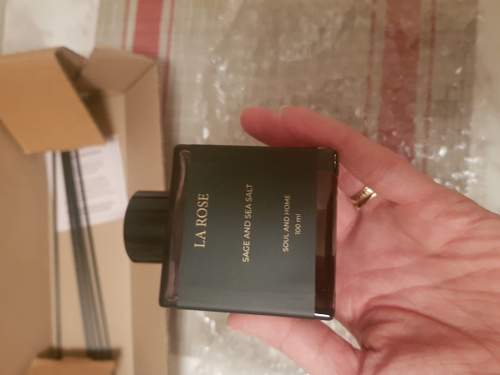 LA ROSE
SAGE AND SEA SALT
SOUL AND HOME
100 ml